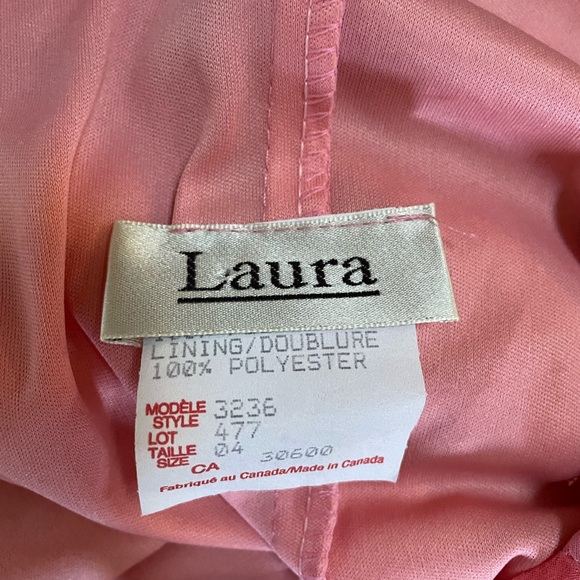 Laura
LINING/DOUBLURE
100% POLYESTER
MODÈLE STYLE 3236
LOT 477
TAILLE SIZE 04 30600
CA
Fabriqué au Canada/Made in Canada